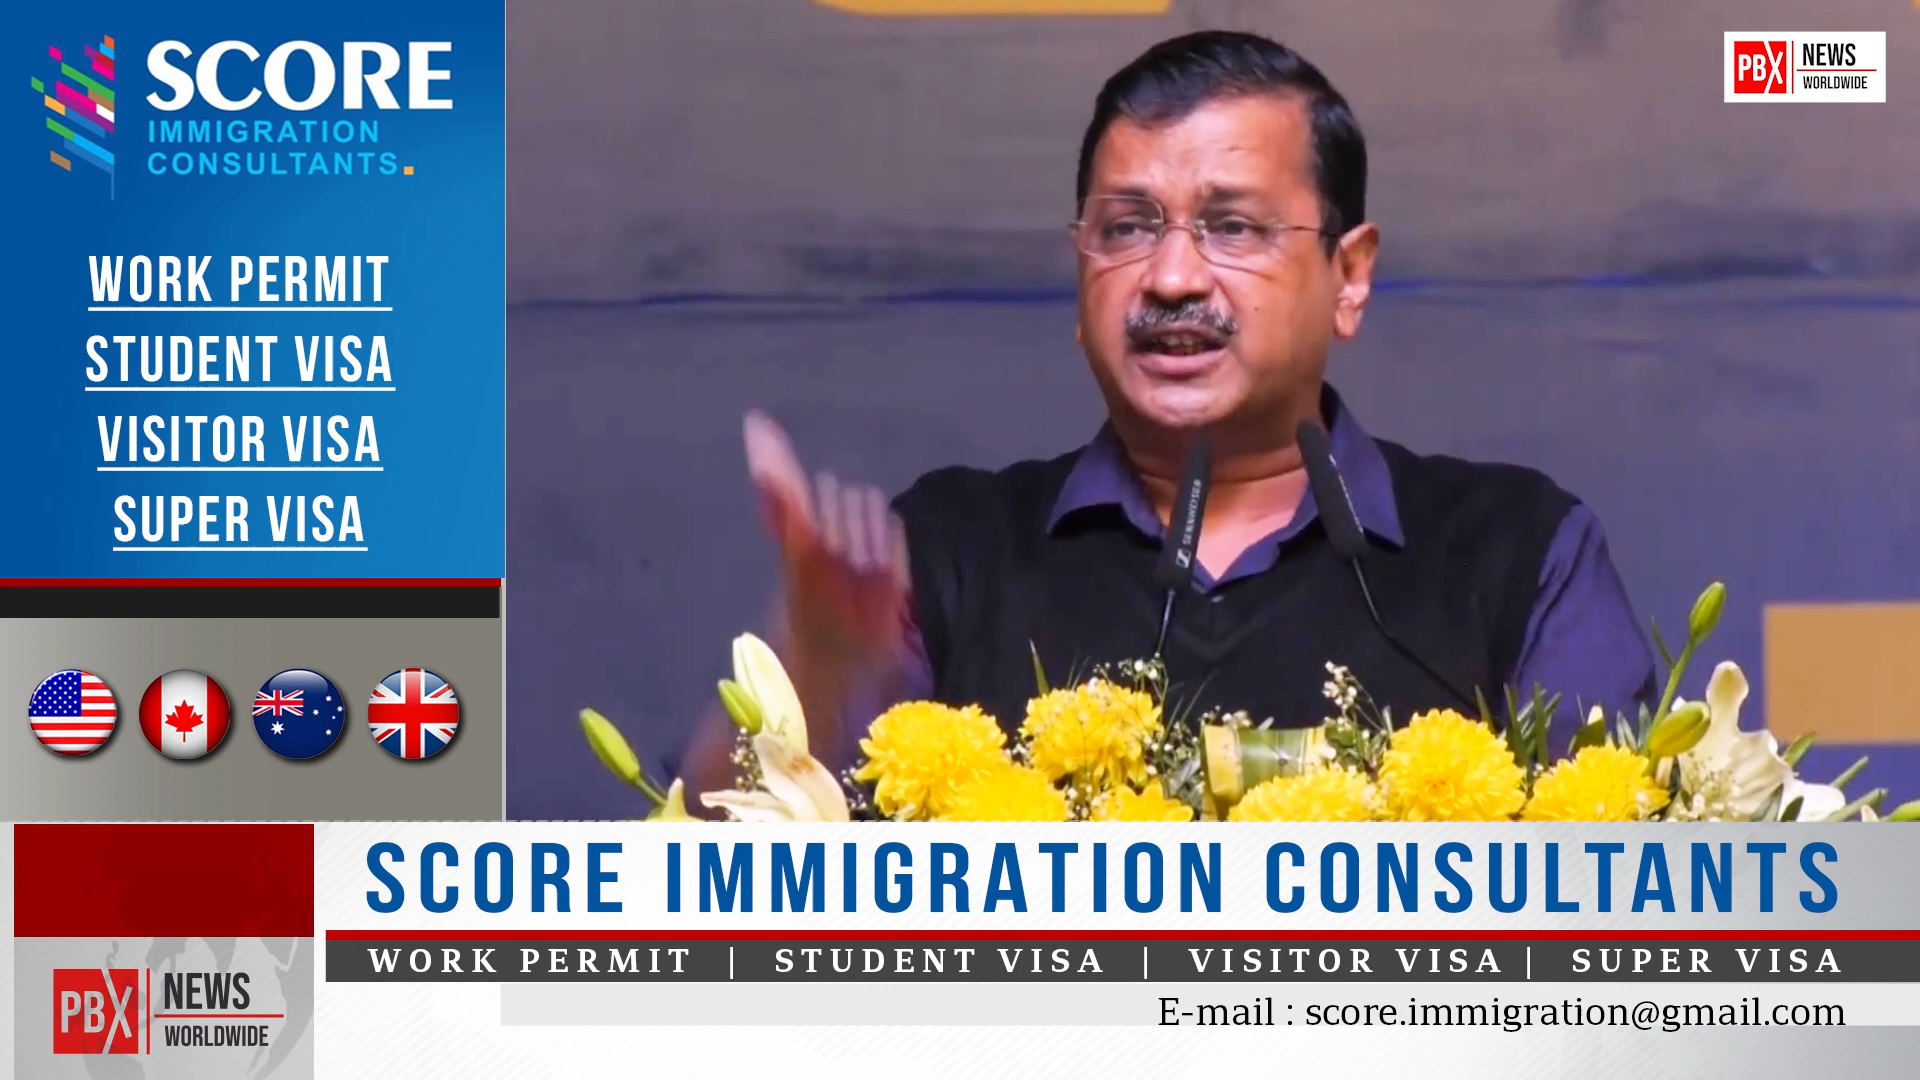 SCORE
IMMIGRATION
CONSULTANTS.
WORK PERMIT
STUDENT VISA
VISITOR VISA
SUPER VISA
PBX NEWS
WORLDWIDE
SENNHEISER
SCORE IMMIGRATION CONSULTANTS
WORK PERMIT | STUDENT VISA | VISITOR VISA | SUPER VISA
E-mail : score.immigration@gmail.com
PBX NEWS
WORLDWIDE